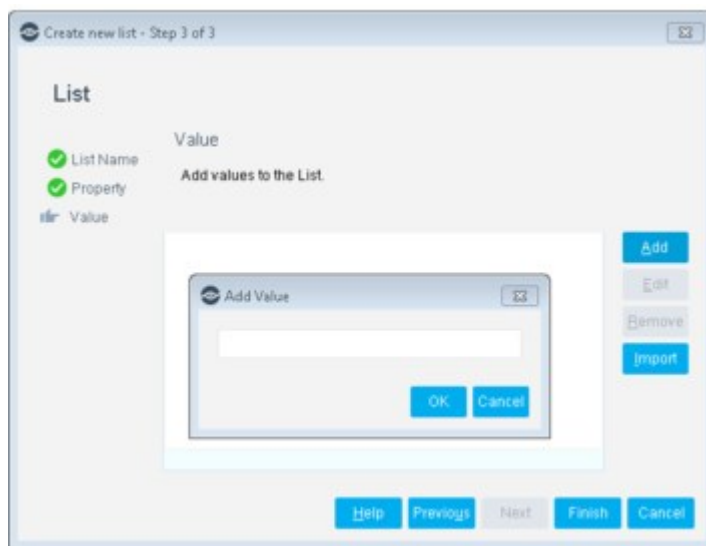 Create new list - Step 3 of 3
List
Value
List Name
Add values to the List.
Property
Value
Add
Edit
Remove
Import
Add Value
OK Cancel
Help Previous Next Finish Cancel